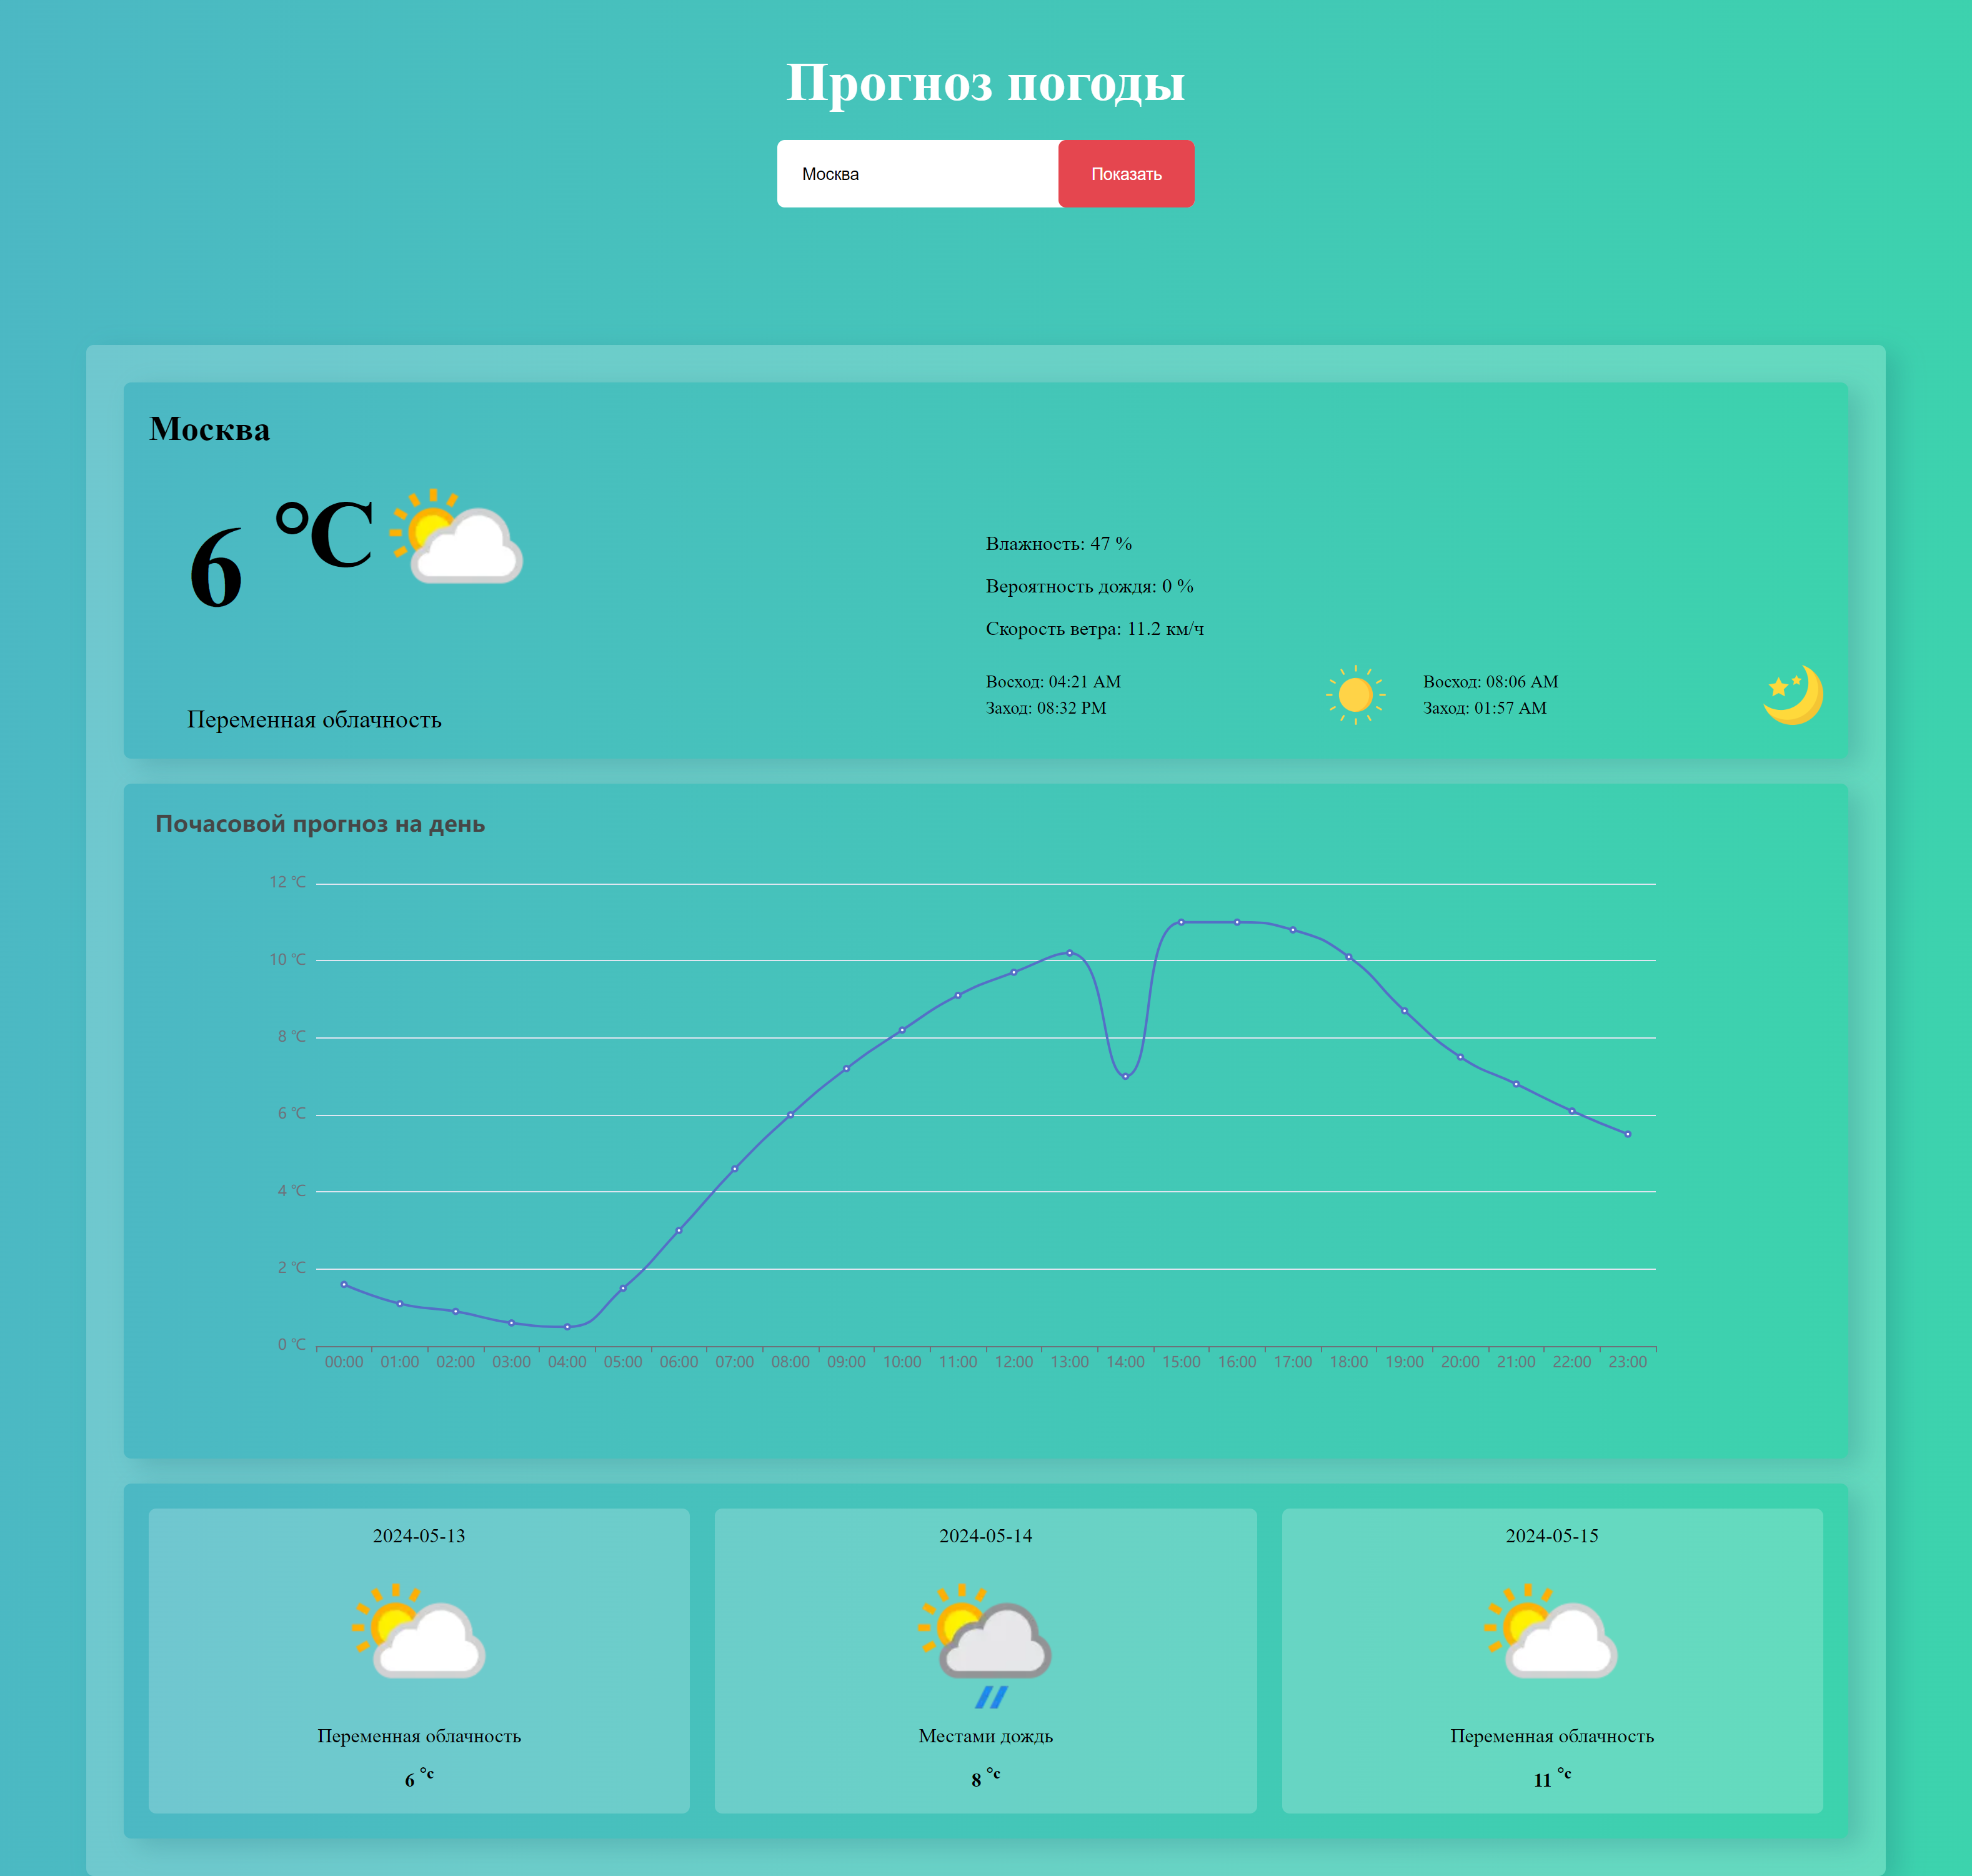 Прогноз погоды
Москва
Показать
Москва
6 °C
Влажность: 47 %
Вероятность дождя: 0 %
Скорость ветра: 11.2 км/ч
Восход: 04:21 AM
Заход: 08:32 PM
Восход: 08:06 AM
Заход: 01:57 AM
Переменная облачность
Почасовой прогноз на день
12 °C
10 °C
8 °C
6 °C
4 °C
2 °C
0 °C
00:00 01:00 02:00 03:00 04:00 05:00 06:00 07:00 08:00 09:00 10:00 11:00 12:00 13:00 14:00 15:00 16:00 17:00 18:00 19:00 20:00 21:00 22:00 23:00
2024-05-13
Переменная облачность
6 °c
2024-05-14
Местами дождь
8 °c
2024-05-15
Переменная облачность
11 °c